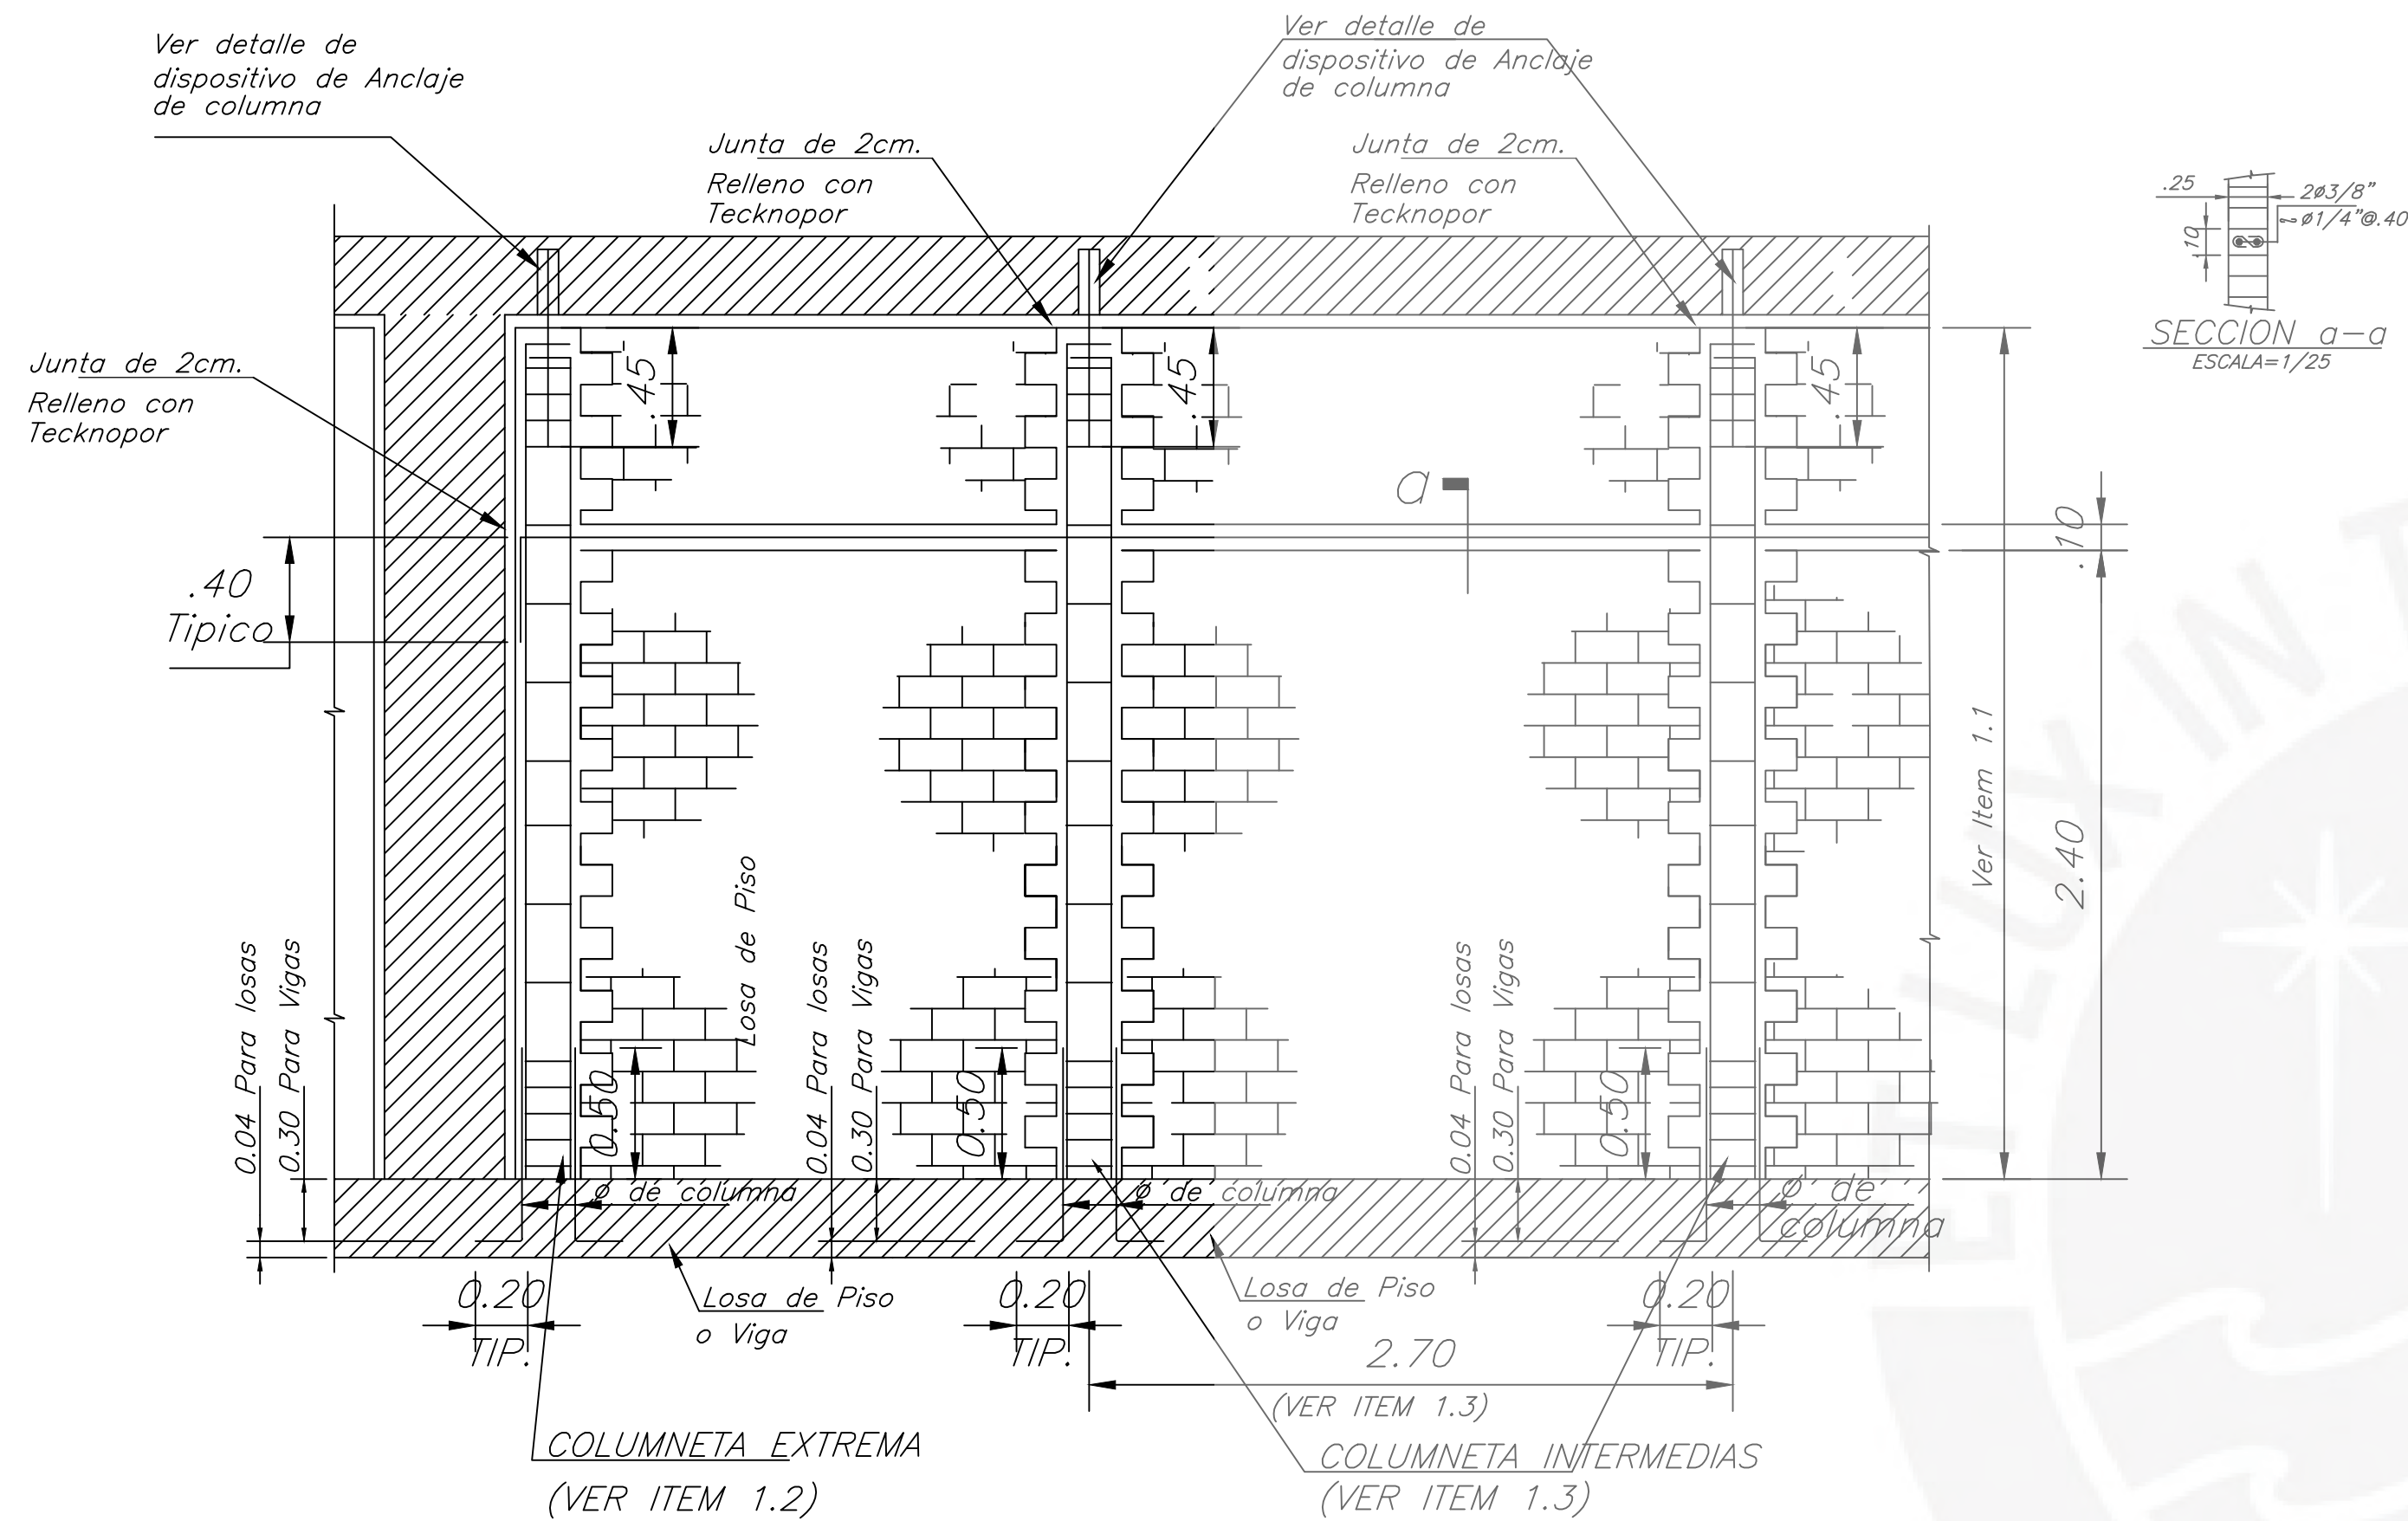 Ver detalle de
dispositivo de Anclaje
de columna
Ver detalle de
dispositivo de Anclaje
de columna
Junta de 2cm.
Relleno con
Tecknopor
Junta de 2cm.
Relleno con
Tecknopor
.25
2ø3/8"
ø1/4"@.40
.10
SECCION a-a
ESCALA=1/25
Junta de 2cm.
Relleno con
Tecknopor
.45
.45
.45
a
.10
.40
Tipico
Ver Item 1.1
2.40
Losa de Piso
0.04 Para losas
0.30 Para Vigas
0.50
0.04 Para losas
0.30 Para Vigas
0.50
0.04 Para losas
0.30 Para Vigas
0.50
ø de columna
ø de columna
ø de
columna
0.20
TIP.
Losa de Piso
o Viga
0.20
TIP.
Losa de Piso
o Viga
0.20
TIP.
2.70
(VER ITEM 1.3)
COLUMNETA EXTREMA
(VER ITEM 1.2)
COLUMNETA INTERMEDIAS
(VER ITEM 1.3)
ET LUX IN T